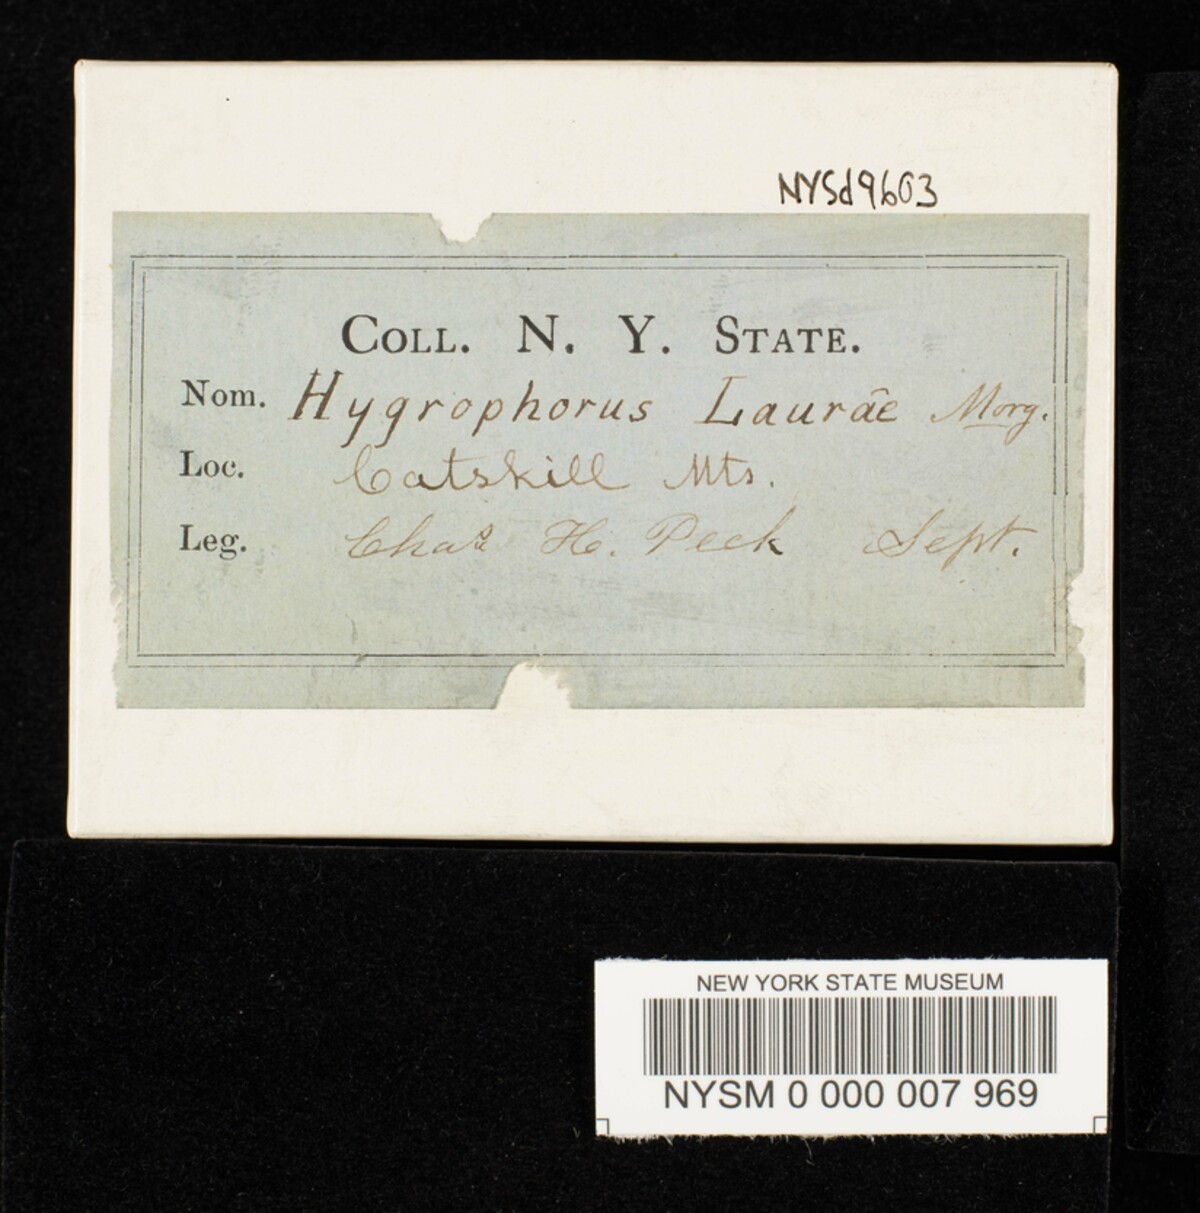 NYSd9603
COLL. N. Y. STATE.
Nom. Hygrophorus Laurae Morg.
Loc. Catskill Mts.
Leg. Chas H. Peck Sept.
NEW YORK STATE MUSEUM
NYSM 0 000 007 969